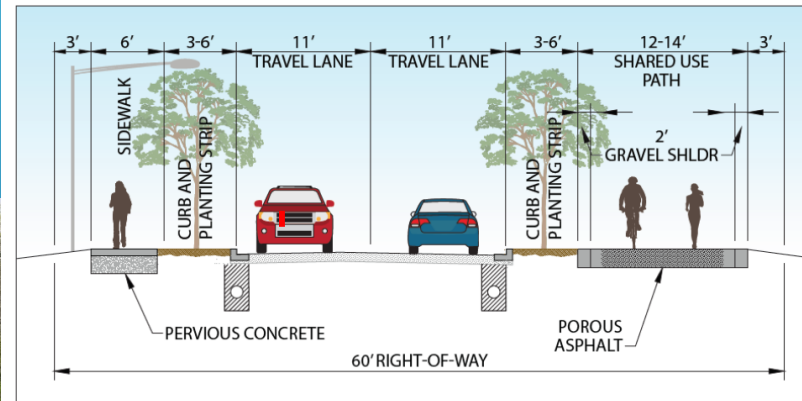 3’ 6’ 3-6’ 11’ 11’ 3-6’ 12-14’ 3’
TRAVEL LANE TRAVEL LANE SHARED USE
PATH
SIDEWALK
CURB AND
PLANTING STRIP
CURB AND
PLANTING STRIP
2’
GRAVEL SHLDR
PERVIOUS CONCRETE
POROUS
ASPHALT
60’ RIGHT-OF-WAY